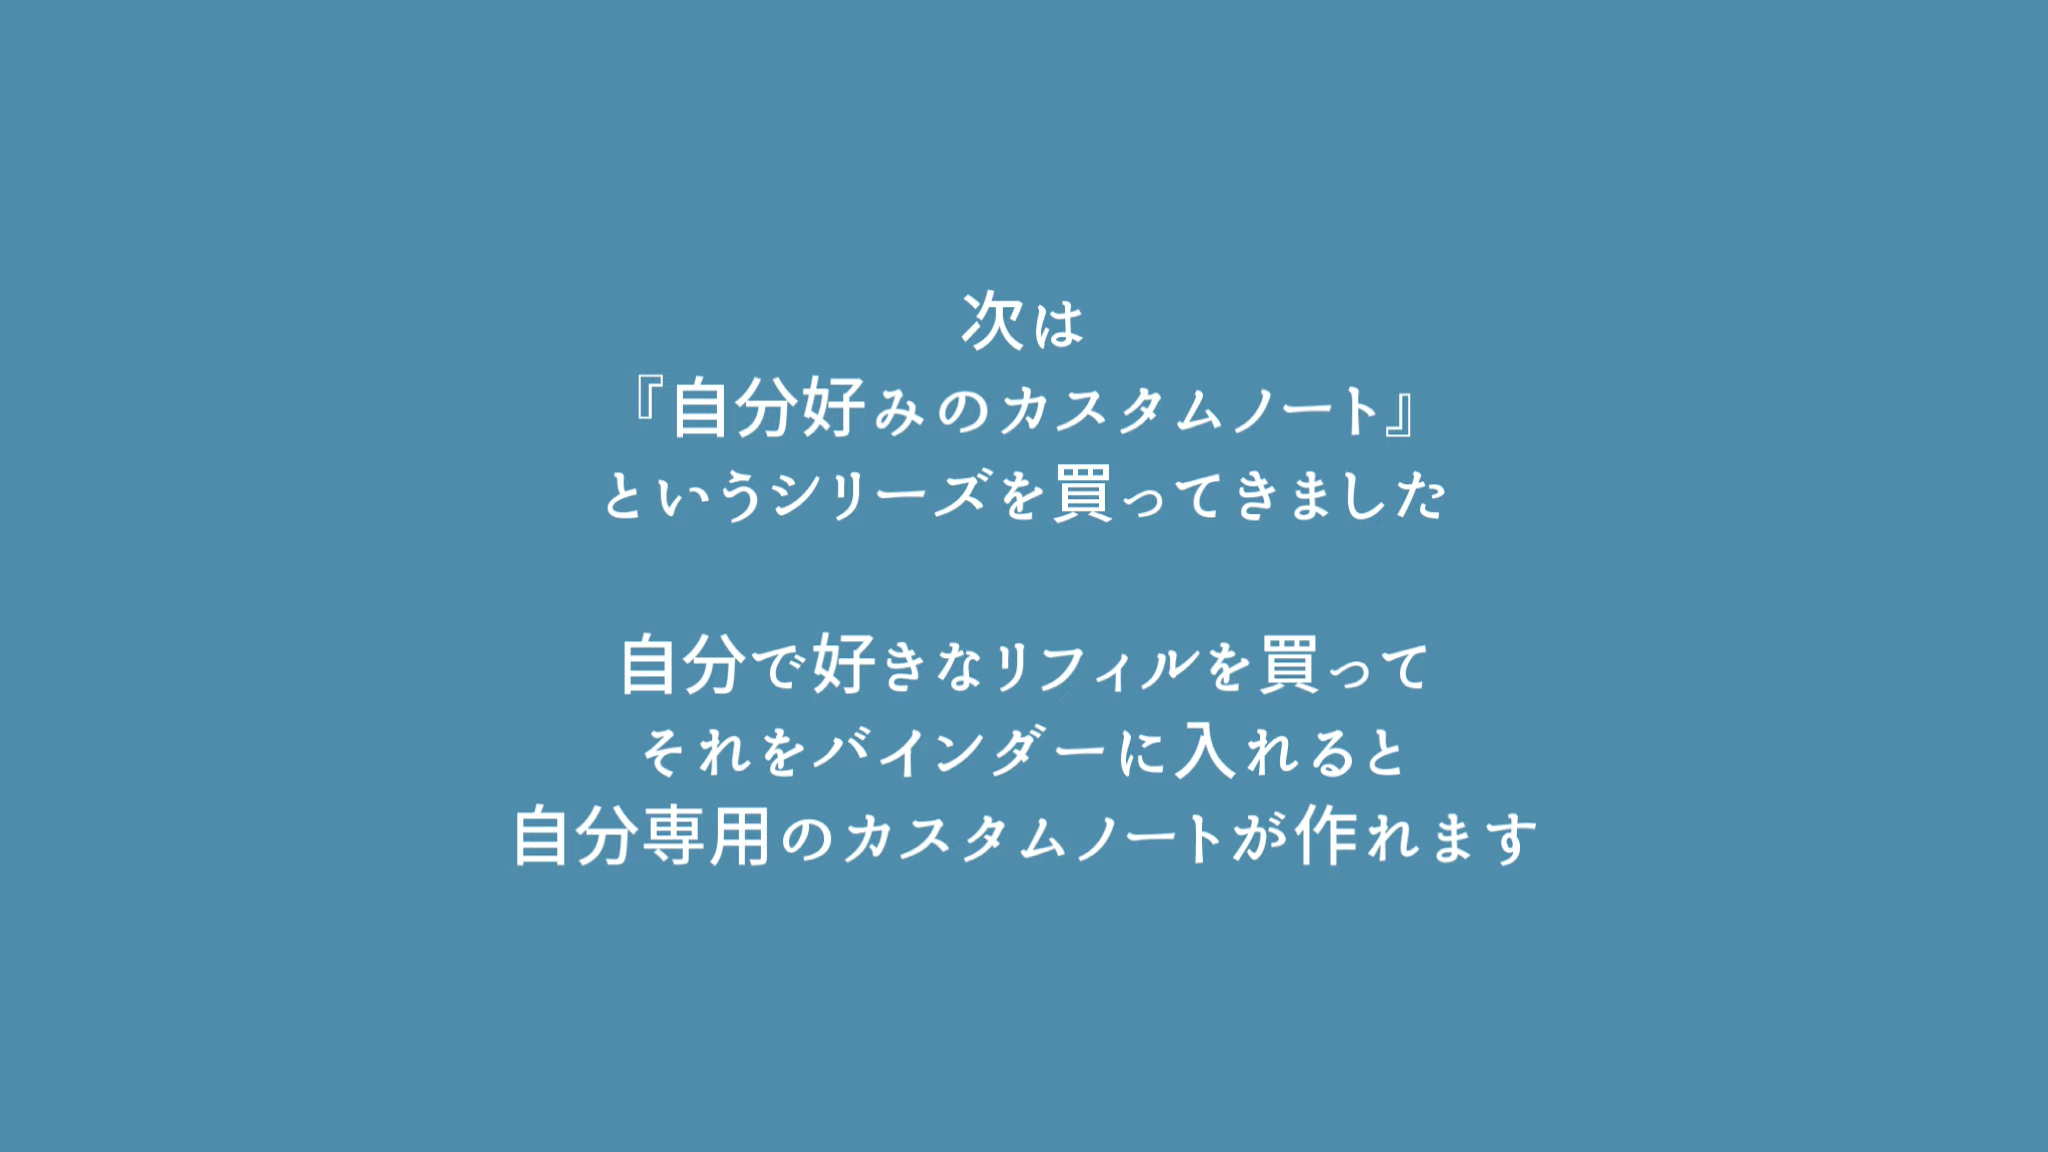 次は
『自分好みのカスタムノート』
というシリーズを買ってきました
自分で好きなリフィルを買って
それをバインダーに入れると
自分専用のカスタムノートが作れます